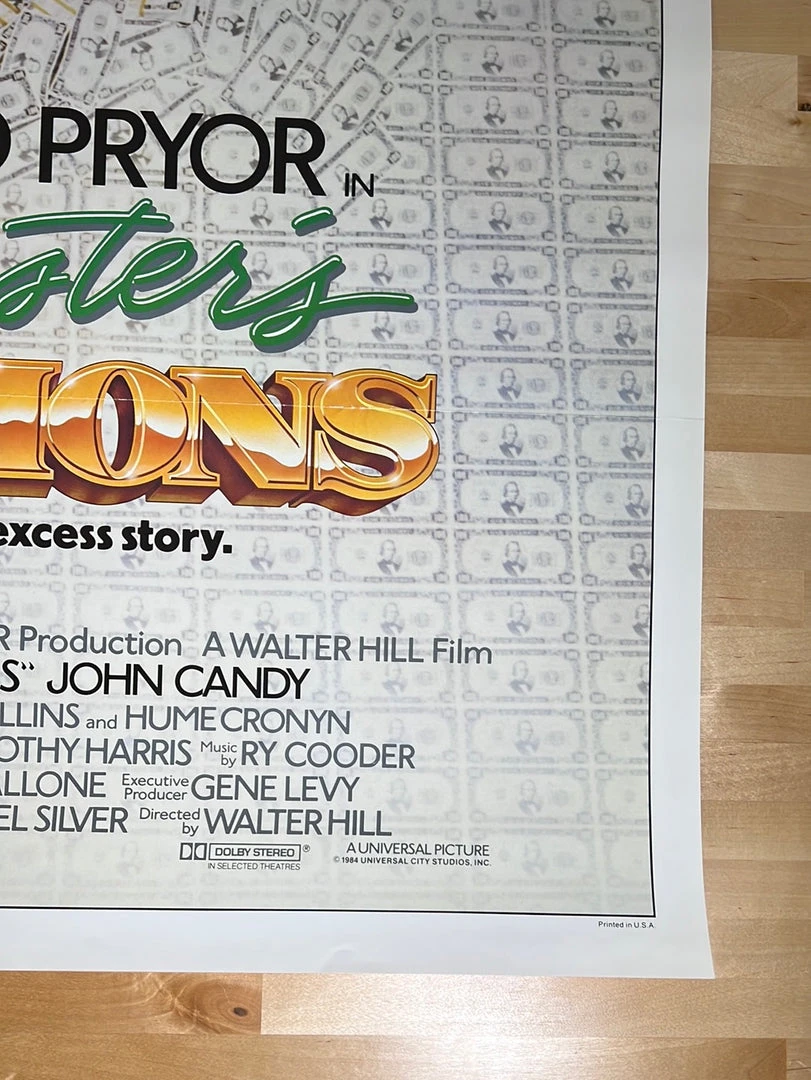 PRYOR IN
ster's
IONS
excess story.
R Production A WALTER HILL Film
S" JOHN CANDY
LLINS and HUME CRONYN
OTHY HARRIS Music by RY COODER
ALLONE Executive Producer GENE LEVY
EL SILVER Directed by WALTER HILL
DOLBY STEREO ® A UNIVERSAL PICTURE
IN SELECTED THEATRES © 1984 UNIVERSAL CITY STUDIOS, INC.
Printed in U.S.A.